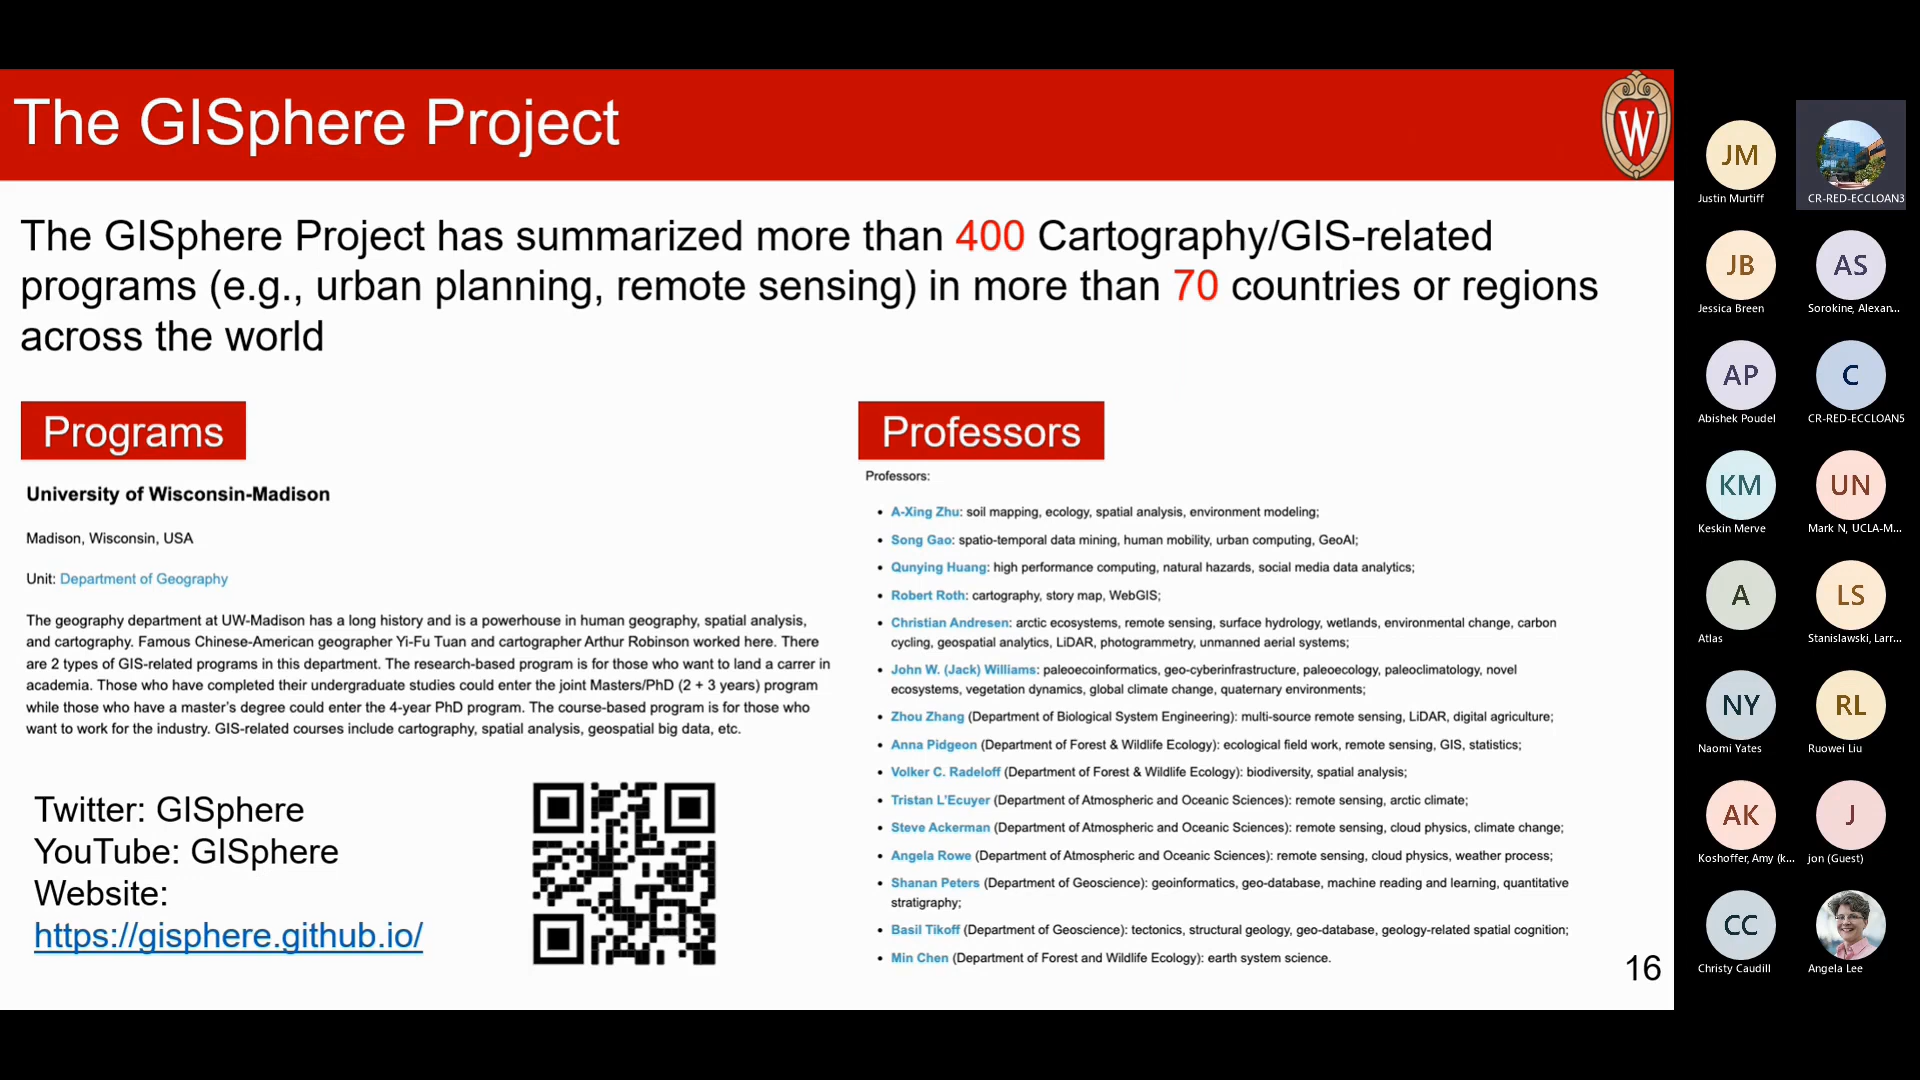 The GISphere Project
W
The GISphere Project has summarized more than 400 Cartography/GIS-related
programs (e.g., urban planning, remote sensing) in more than 70 countries or regions
across the world
Programs
University of Wisconsin-Madison
Madison, Wisconsin, USA
Unit: Department of Geography
The geography department at UW-Madison has a long history and is a powerhouse in human geography, spatial analysis,
and cartography. Famous Chinese-American geographer Yi-Fu Tuan and cartographer Arthur Robinson worked here. There
are 2 types of GIS-related programs in this department. The research-based program is for those who want to land a carrer in
academia. Those who have completed their undergraduate studies could enter the joint Masters/PhD (2 + 3 years) program
while those who have a master's degree could enter the 4-year PhD program. The course-based program is for those who
want to work for the industry. GIS-related courses include cartography, spatial analysis, geospatial big data, etc.
Twitter: GISphere
YouTube: GISphere
Website:
https://gisphere.github.io/
Professors
Professors:
• A-Xing Zhu: soil mapping, ecology, spatial analysis, environment modeling;
• Song Gao: spatio-temporal data mining, human mobility, urban computing, GeoAI;
• Qunying Huang: high performance computing, natural hazards, social media data analytics;
• Robert Roth: cartography, story map, WebGIS;
• Christian Andresen: arctic ecosystems, remote sensing, surface hydrology, wetlands, environmental change, carbon
cycling, geospatial analytics, LiDAR, photogrammetry, unmanned aerial systems;
• John W. (Jack) Williams: paleoecoinformatics, geo-cyberinfrastructure, paleoecology, paleoclimatology, novel
ecosystems, vegetation dynamics, global climate change, quaternary environments;
• Zhou Zhang (Department of Biological System Engineering): multi-source remote sensing, LiDAR, digital agriculture;
• Anna Pidgeon (Department of Forest & Wildlife Ecology): ecological field work, remote sensing, GIS, statistics;
• Volker C. Radeloff (Department of Forest & Wildlife Ecology): biodiversity, spatial analysis;
• Tristan L'Ecuyer (Department of Atmospheric and Oceanic Sciences): remote sensing, arctic climate;
• Steve Ackerman (Department of Atmospheric and Oceanic Sciences): remote sensing, cloud physics, climate change;
• Angela Rowe (Department of Atmospheric and Oceanic Sciences): remote sensing, cloud physics, weather process;
• Shanan Peters (Department of Geoscience): geoinformatics, geo-database, machine reading and learning, quantitative
stratigraphy;
• Basil Tikoff (Department of Geoscience): tectonics, structural geology, geo-database, geology-related spatial cognition;
• Min Chen (Department of Forest and Wildlife Ecology): earth system science.
16
JM
Justin Murtiff
CR-RED-ECCLOAN3
JB
Jessica Breen
AS
Sorokine, Alexan...
AP
Abishek Poudel
C
CR-RED-ECCLOAN5
KM
Keskin Merve
UN
Mark N, UCLA-M...
A
Atlas
LS
Stanislawski, Larr...
NY
Naomi Yates
RL
Ruowei Liu
AK
Koshoffer, Amy (k...
J
jon (Guest)
CC
Christy Caudill
Angela Lee